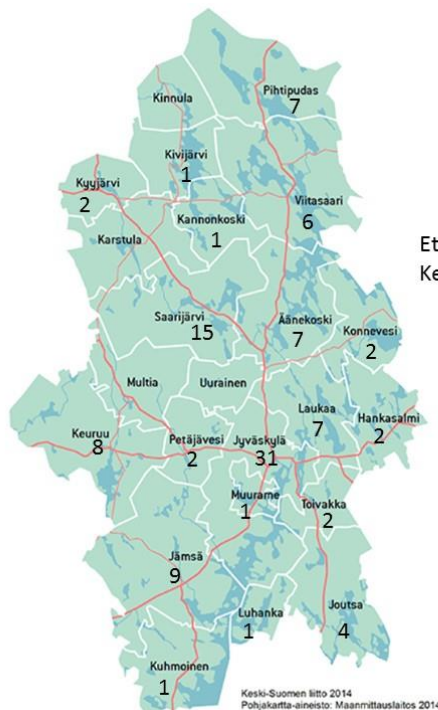 Pihtipudas
7
Kinnula
Kivijärvi
1
Kyyjärvi
2
Viitasaari
6
Kannonkoski
1
Karstula
Et
Ke
Saarijärvi
15
Äänekoski
7
Konnevesi
2
Multia
Uurainen
Laukaa
7
Hankasalmi
2
Keuruu
8
Petäjävesi
2
Jyväskylä
31
Muurame
1
Toivakka
2
Jämsä
9
Luhanka
1
Joutsa
4
Kuhmoinen
1
Keski-Suomen liitto 2014
Pohjakartta-aineisto: Maanmittauslaitos 2014